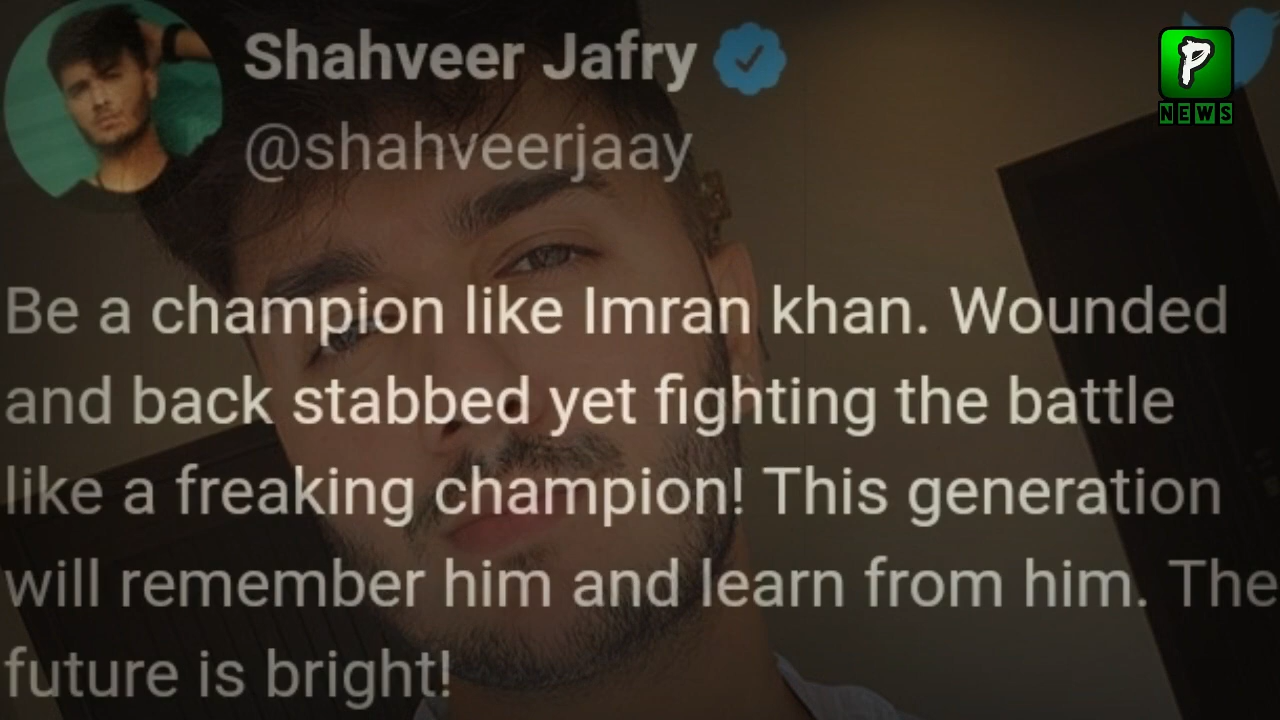 Shahveer Jafry
@shahveerjaay
P
NEWS
Be a champion like Imran khan. Wounded
and back stabbed yet fighting the battle
like a freaking champion! This generation
will remember him and learn from him. The
future is bright!